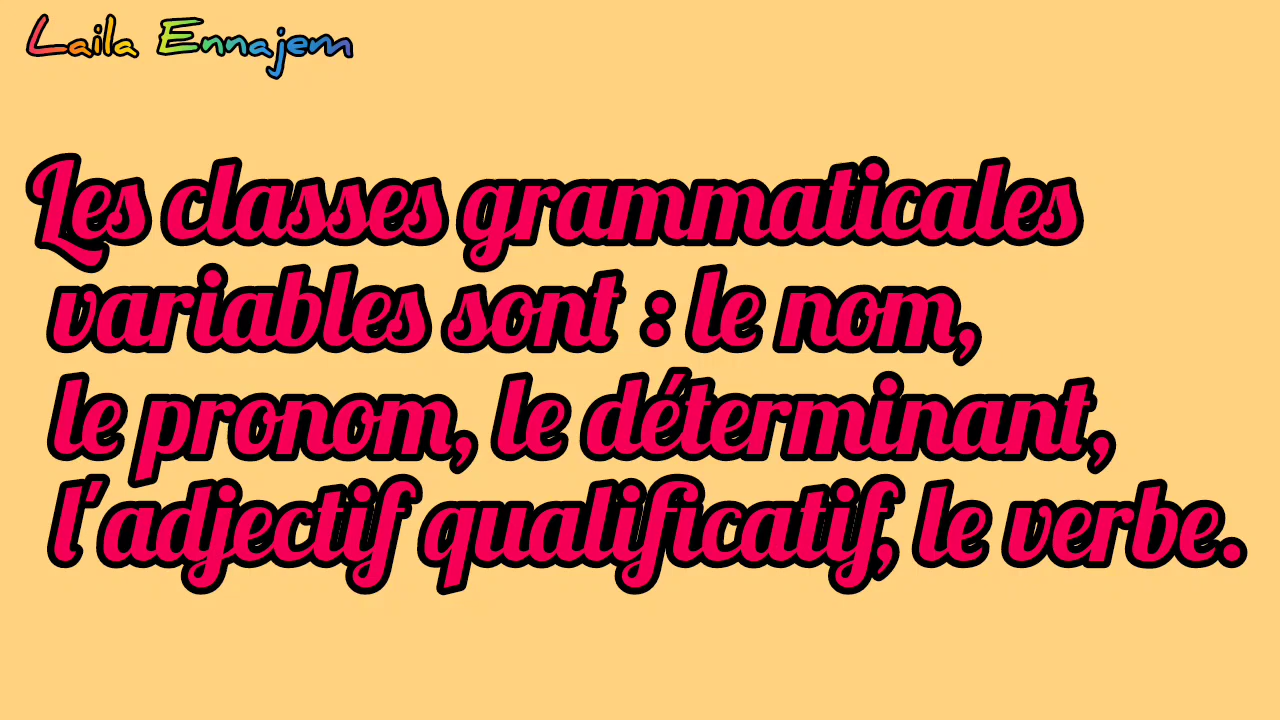 Laila Ennajem
Les classes grammaticales
variables sont : le nom,
le pronom, le déterminant,
l'adjectif qualificatif, le verbe.